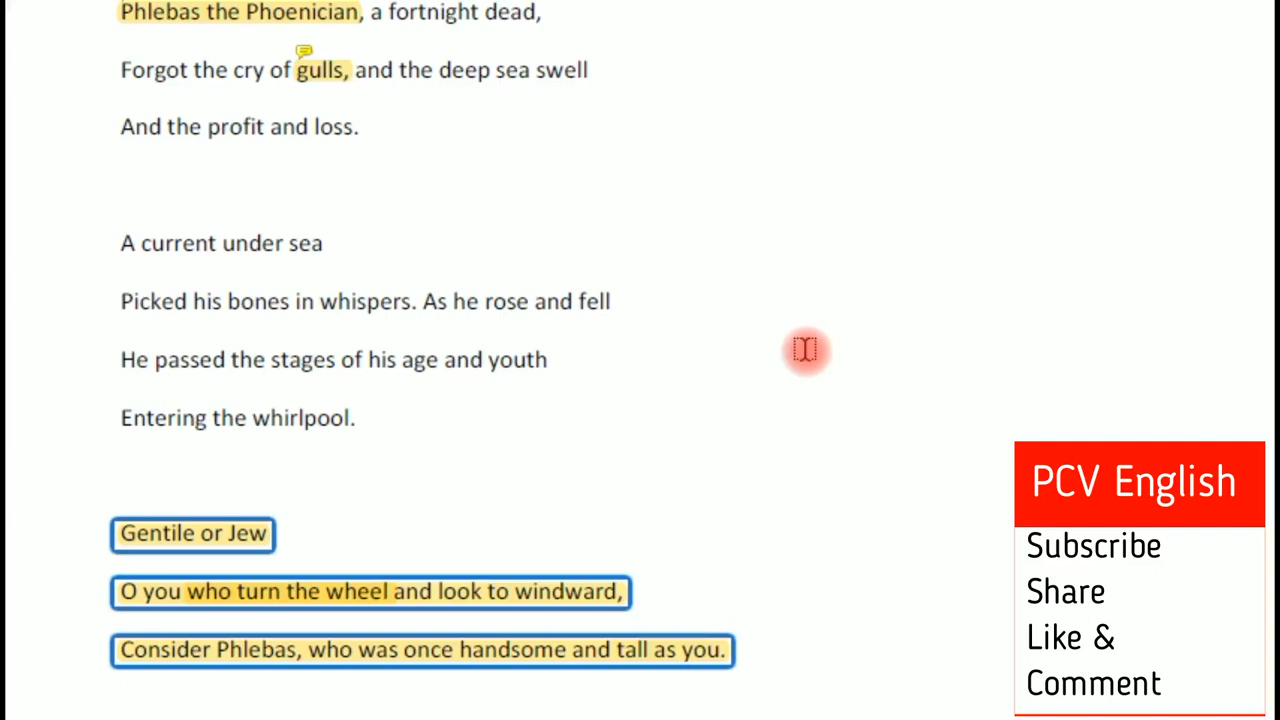 Phlebas the Phoenician, a fortnight dead,
Forgot the cry of gulls, and the deep sea swell
And the profit and loss.
A current under sea
Picked his bones in whispers. As he rose and fell
He passed the stages of his age and youth
Entering the whirlpool.
Gentile or Jew
O you who turn the wheel and look to windward,
Consider Phlebas, who was once handsome and tall as you.
PCV English
Subscribe
Share
Like &
Comment